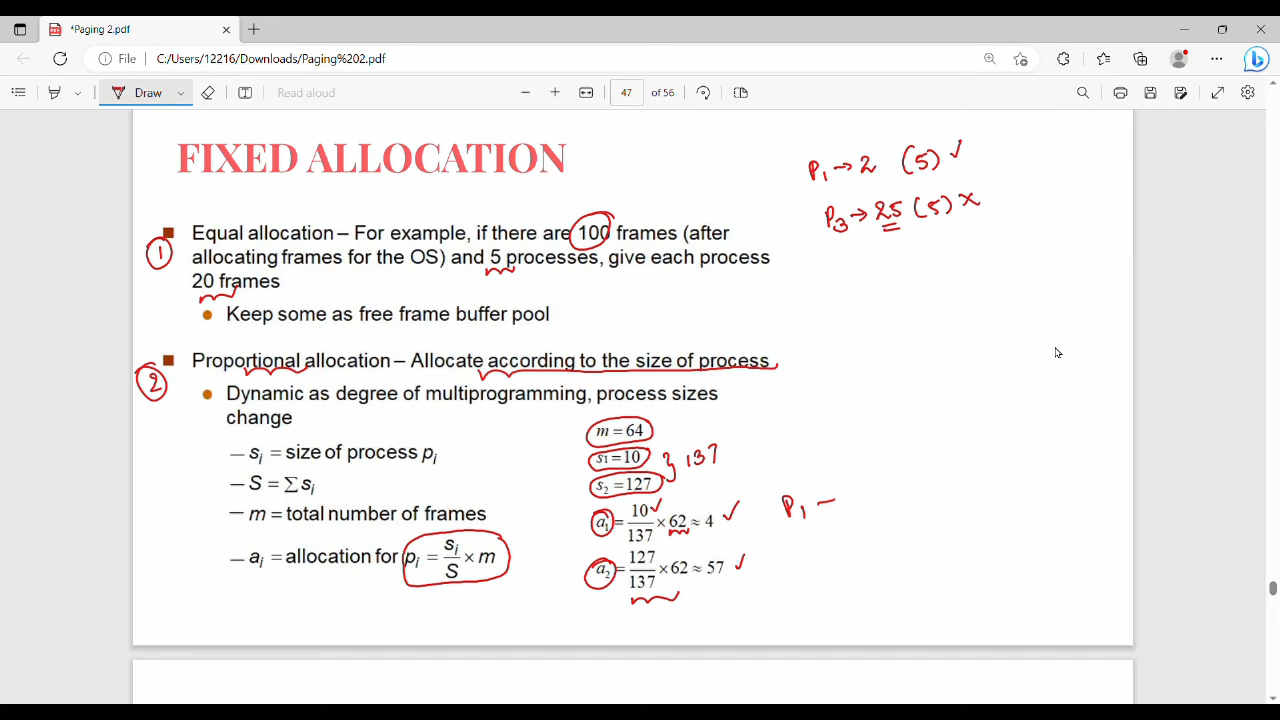 *Paging 2.pdf
File C:/Users/12216/Downloads/Paging%202.pdf
Draw Read aloud 47 of 56
FIXED ALLOCATION
P₁ → 2 (5) ✓
P₃ → 25 (5) ×
① Equal allocation – For example, if there are 100 frames (after
allocating frames for the OS) and 5 processes, give each process
20 frames
Keep some as free frame buffer pool
② Proportional allocation – Allocate according to the size of process
Dynamic as degree of multiprogramming, process sizes
change
— sᵢ = size of process pᵢ
— S = ∑ sᵢ
— m = total number of frames
— aᵢ = allocation for pᵢ = sᵢ/S × m
m = 64
s1 = 10
s₂ = 127
} 137
a₁ = 10/137 × 62 ≈ 4 ✓
a₂ = 127/137 × 62 ≈ 57 ✓
P₁ –